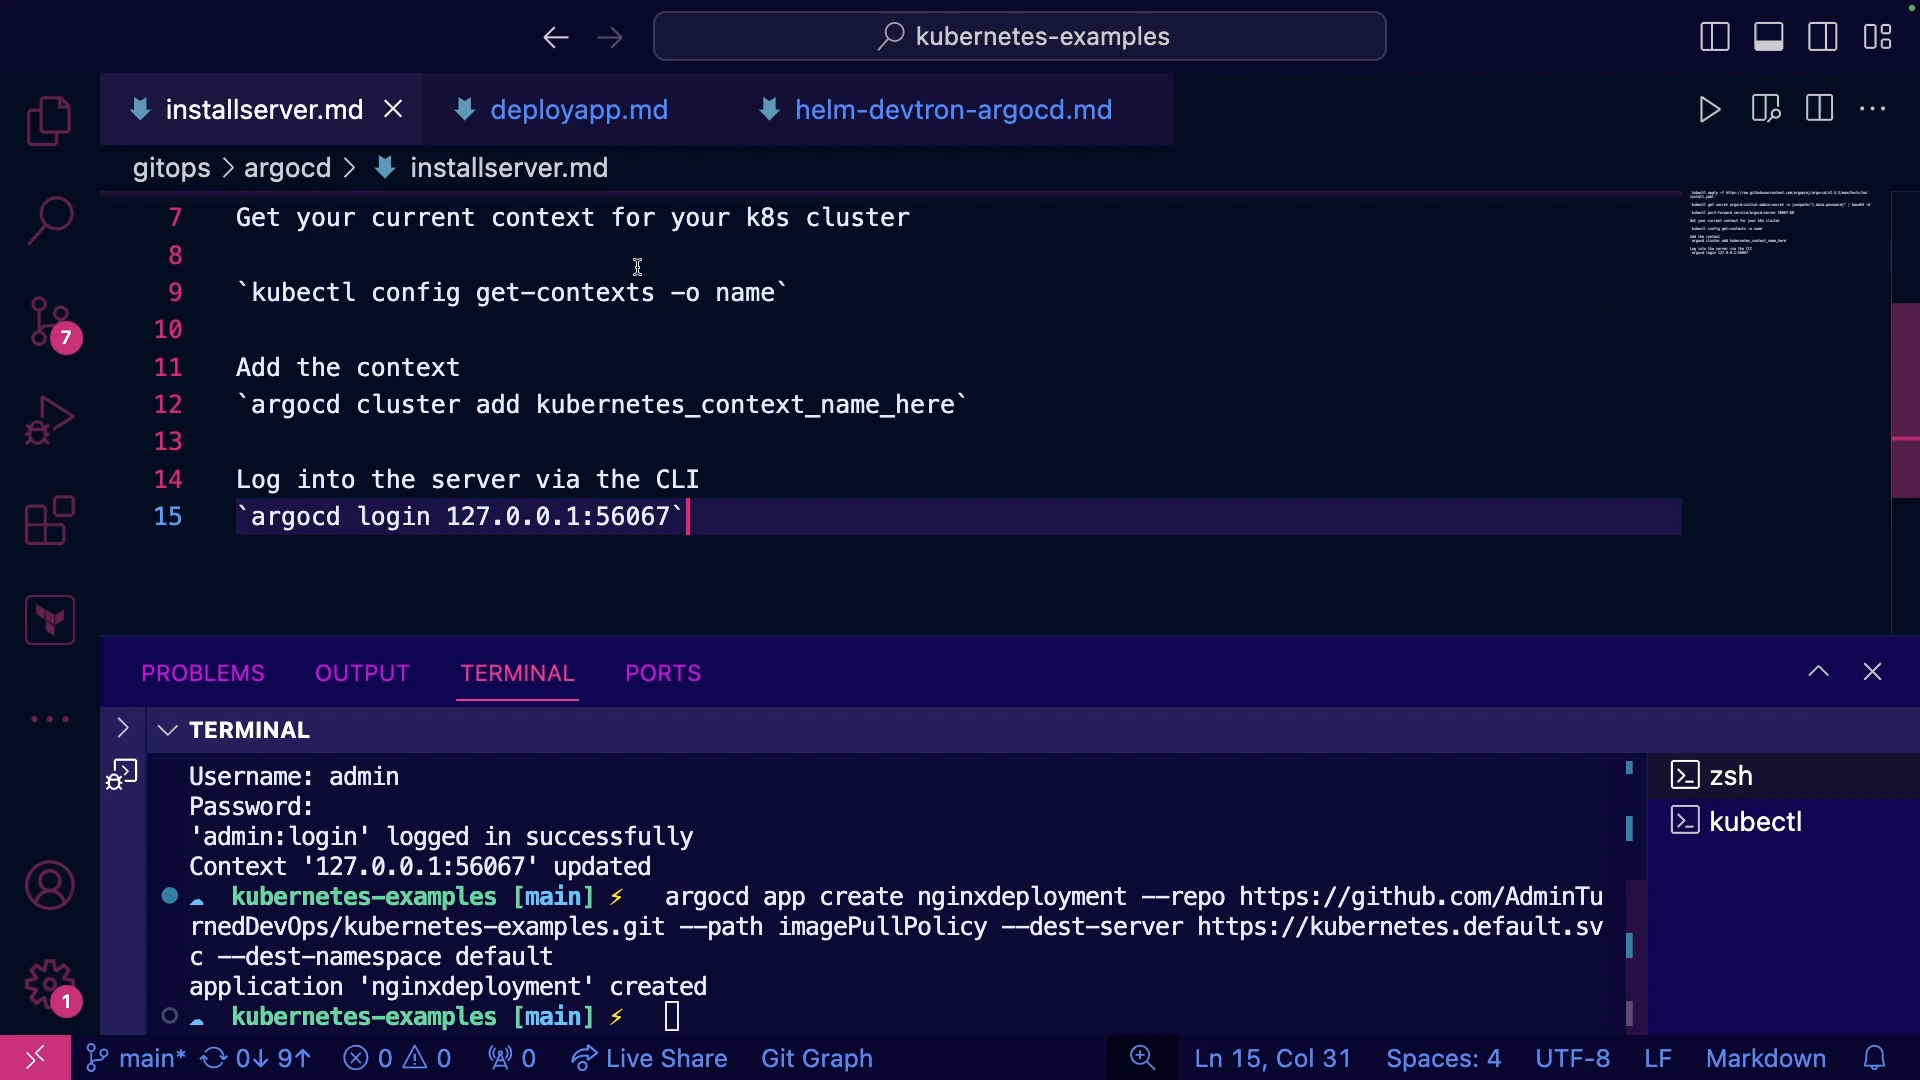 kubernetes-examples
installserver.md
deployapp.md
helm-devtron-argocd.md
gitops > argocd > installserver.md
7 Get your current context for your k8s cluster
8
9 `kubectl config get-contexts -o name`
10
11 Add the context
12 `argocd cluster add kubernetes_context_name_here`
13
14 Log into the server via the CLI
15 `argocd login 127.0.0.1:56067`
7
PROBLEMS OUTPUT TERMINAL PORTS
TERMINAL
Username: admin
Password:
'admin:login' logged in successfully
Context '127.0.0.1:56067' updated
kubernetes-examples [main] ⚡ argocd app create nginxdeployment --repo https://github.com/AdminTu
rnedDevOps/kubernetes-examples.git --path imagePullPolicy --dest-server https://kubernetes.default.sv
c --dest-namespace default
application 'nginxdeployment' created
kubernetes-examples [main] ⚡
zsh
kubectl
1
main* 0↓ 9↑ 0 0 0 Live Share Git Graph Ln 15, Col 31 Spaces: 4 UTF-8 LF Markdown